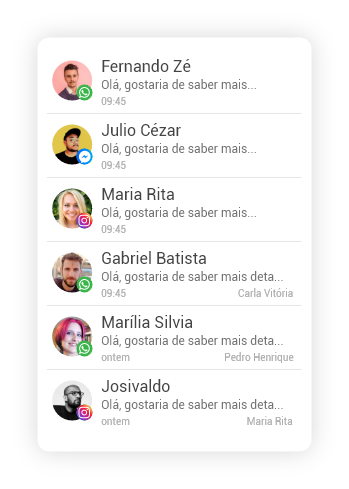 Fernando Zé
Olá, gostaria de saber mais...
09:45
Julio Cézar
Olá, gostaria de saber mais...
09:45
Maria Rita
Olá, gostaria de saber mais...
09:45
Gabriel Batista
Olá, gostaria de saber mais deta...
09:45 Carla Vitória
Marília Silvia
Olá, gostaria de saber mais deta...
ontem Pedro Henrique
Josivaldo
Olá, gostaria de saber mais deta...
ontem Maria Rita